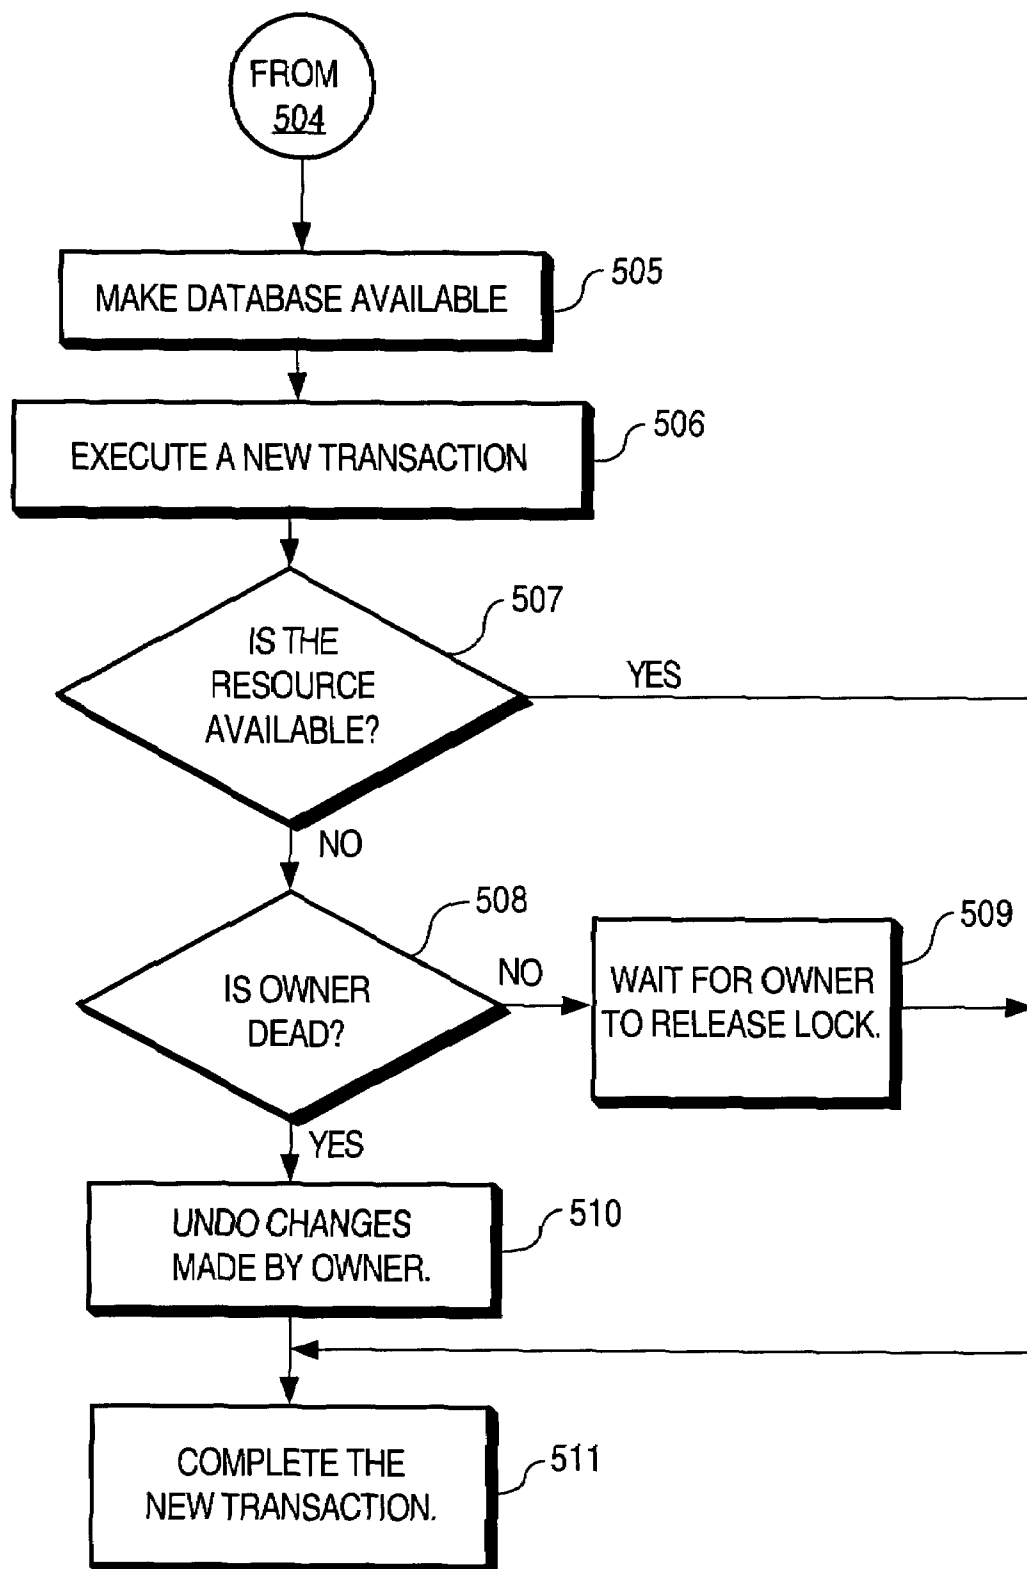 FROM
504
MAKE DATABASE AVAILABLE
505
EXECUTE A NEW TRANSACTION
506
507
IS THE
RESOURCE
AVAILABLE?
YES
NO
508
IS OWNER
DEAD?
NO
509
WAIT FOR OWNER
TO RELEASE LOCK.
YES
UNDO CHANGES
MADE BY OWNER.
510
COMPLETE THE
NEW TRANSACTION.
511